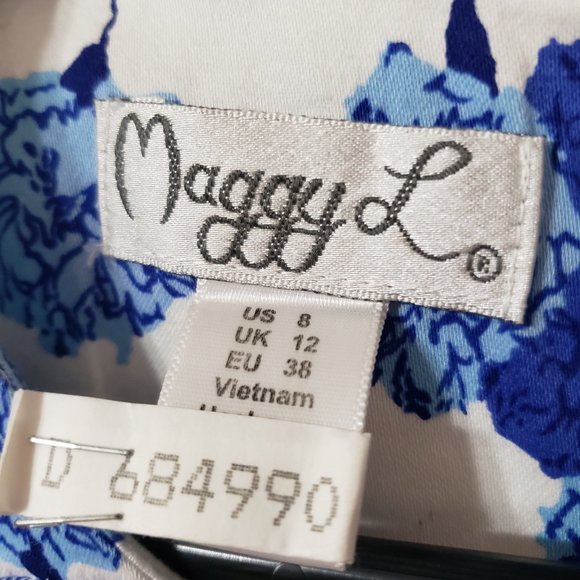 Maggy L ®
US 8
UK 12
EU 38
Vietnam
D 684990